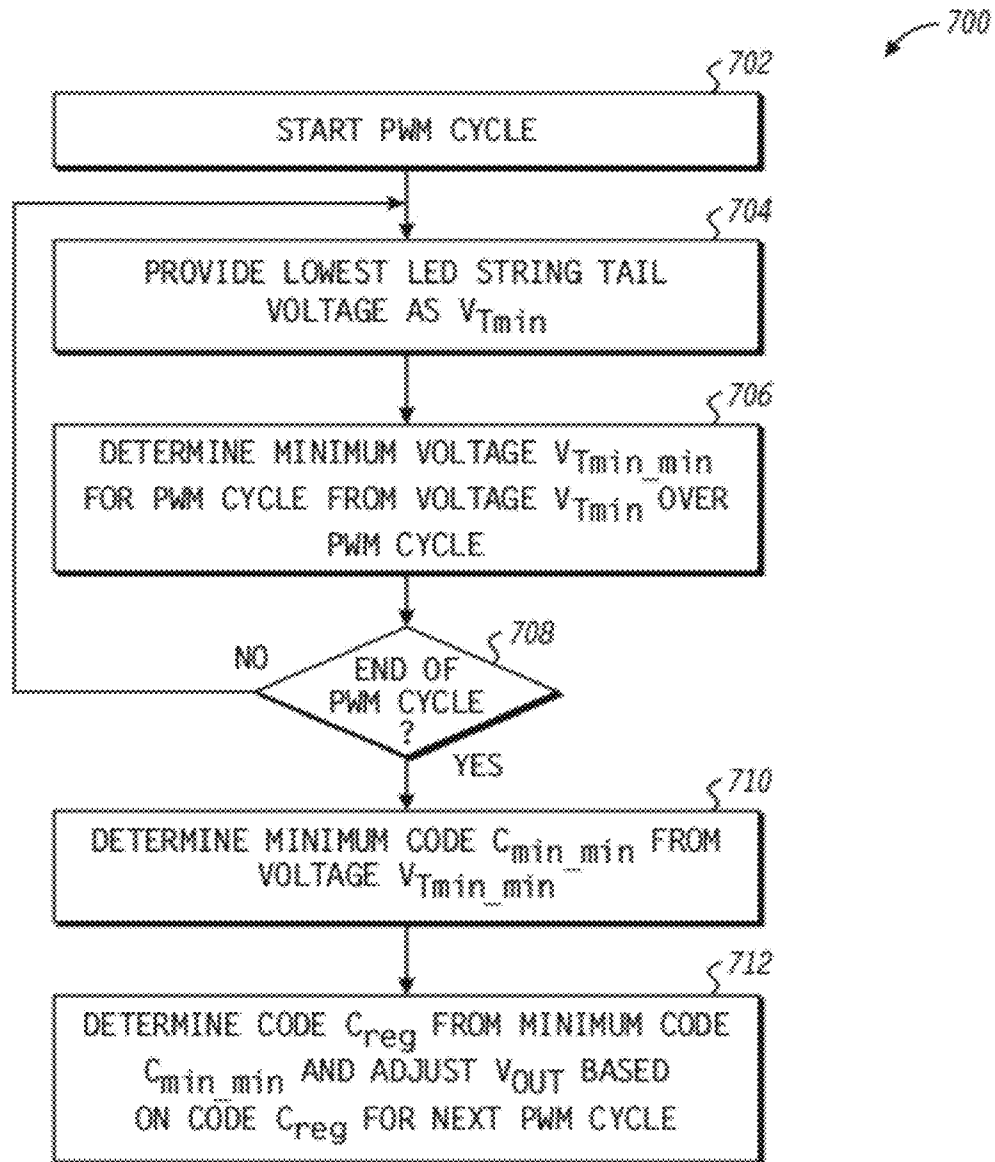 700
702
START PWM CYCLE
704
PROVIDE LOWEST LED STRING TAIL
VOLTAGE AS VTmin
706
DETERMINE MINIMUM VOLTAGE VTmin_min
FOR PWM CYCLE FROM VOLTAGE VTmin OVER
PWM CYCLE
708
NO
END OF
PWM CYCLE
?
YES
710
DETERMINE MINIMUM CODE Cmin_min FROM
VOLTAGE VTmin_min
712
DETERMINE CODE Creg FROM MINIMUM CODE
Cmin_min AND ADJUST VOUT BASED
ON CODE Creg FOR NEXT PWM CYCLE